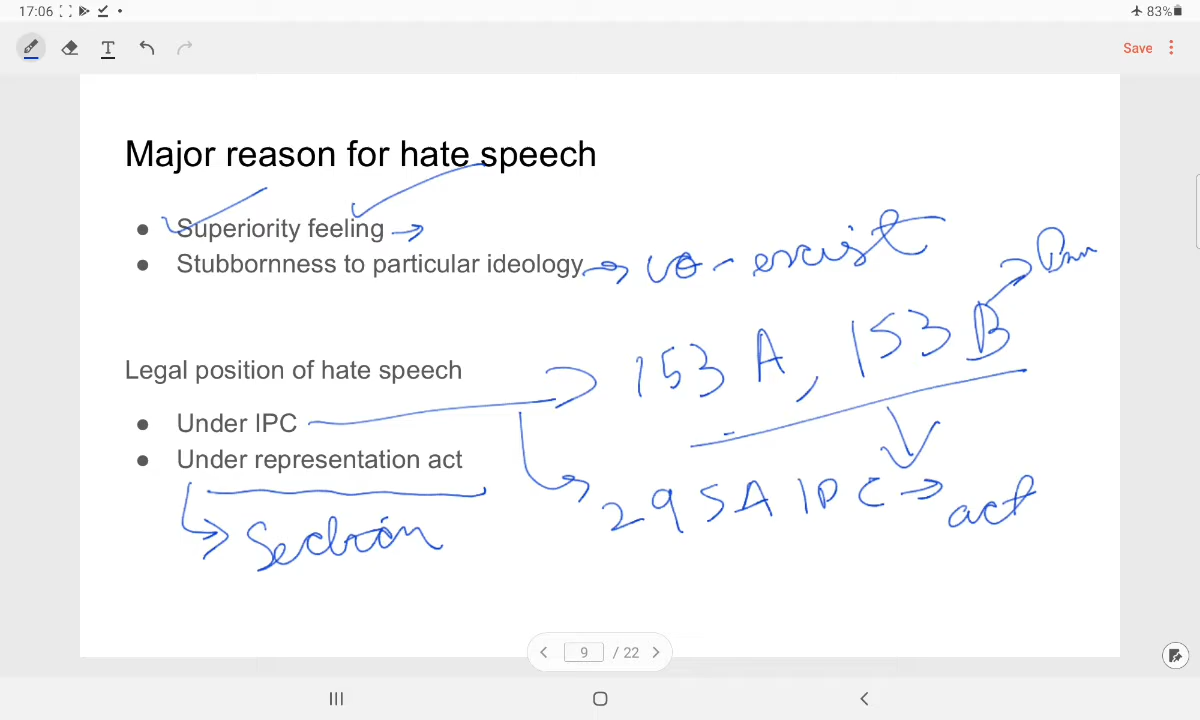 17:06 83%
Save
Major reason for hate speech
Superiority feeling →
Stubbornness to particular ideology → co-exist
153 A, 153 B →
Legal position of hate speech
Under IPC
Under representation act
295A IPC → act
Section
9 / 22